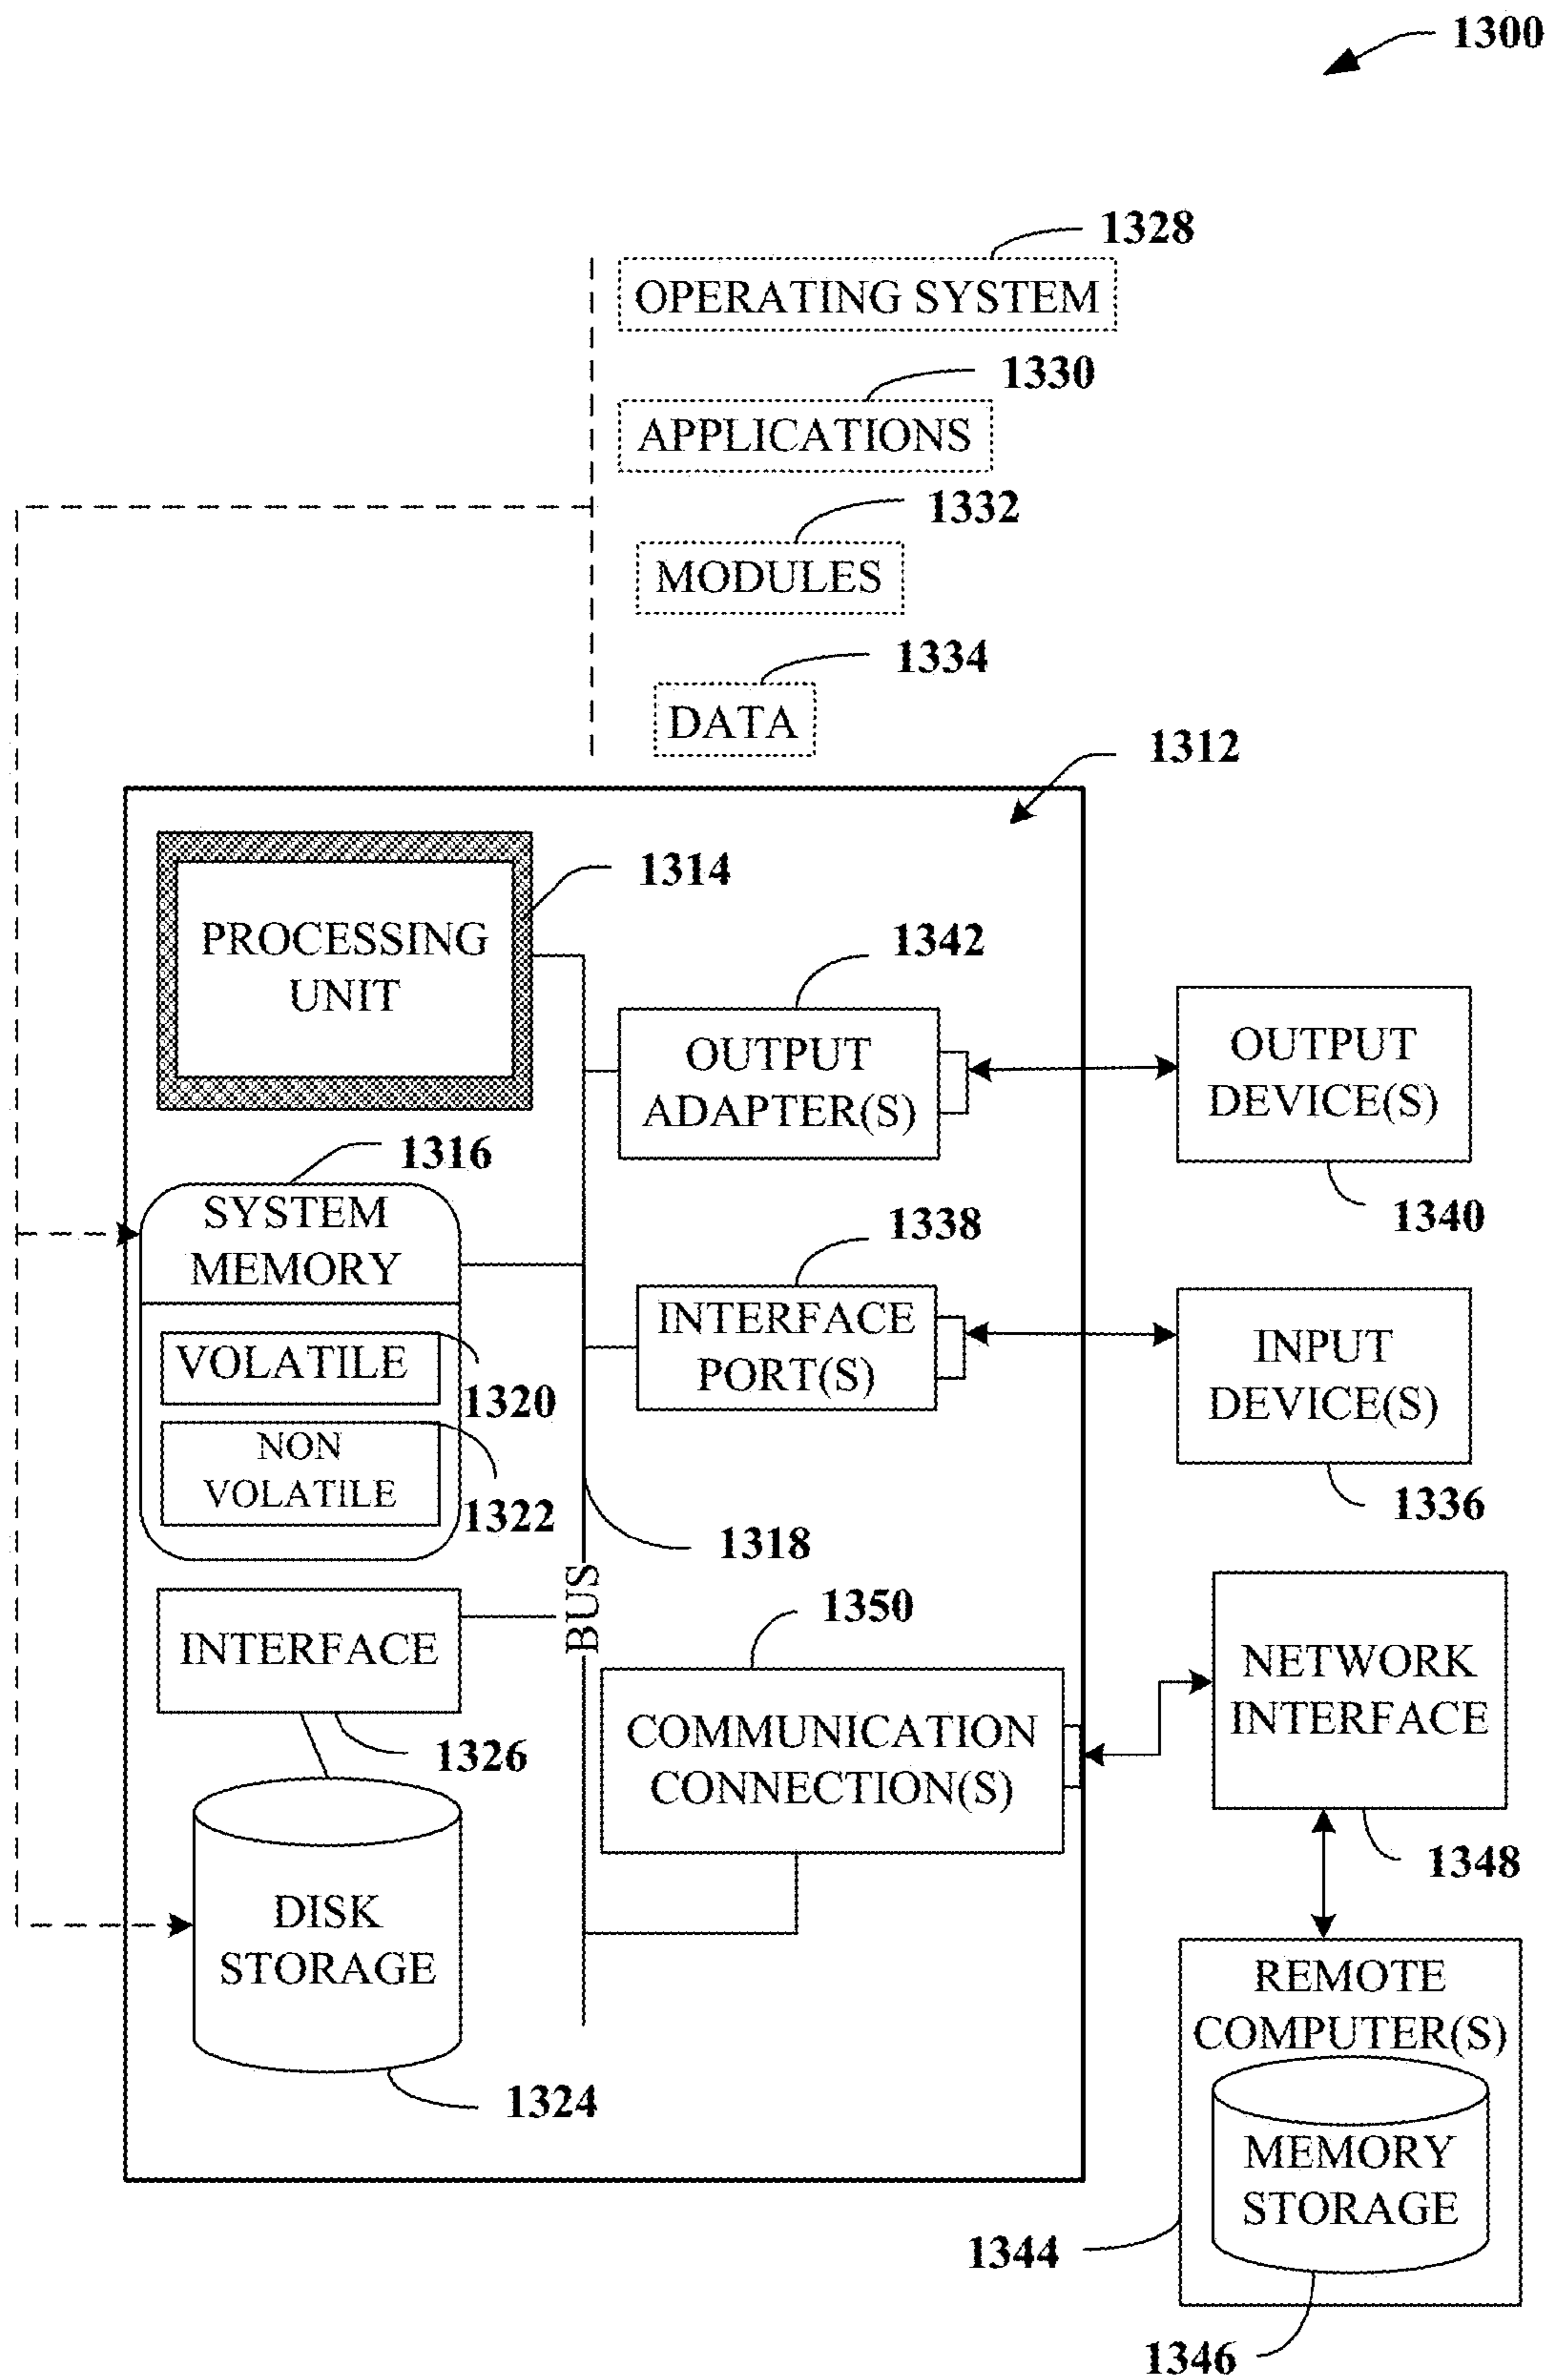 1300
1328
OPERATING SYSTEM
1330
APPLICATIONS
1332
MODULES
1334
DATA
1312
1314
PROCESSING
UNIT
1342
OUTPUT
ADAPTER(S)
OUTPUT
DEVICE(S)
1340
1316
SYSTEM
MEMORY
1338
INTERFACE
PORT(S)
INPUT
DEVICE(S)
1336
VOLATILE
1320
NON
VOLATILE
1322
1318
BUS
INTERFACE
1326
1350
COMMUNICATION
CONNECTION(S)
NETWORK
INTERFACE
1348
DISK
STORAGE
1324
REMOTE
COMPUTER(S)
MEMORY
STORAGE
1344
1346